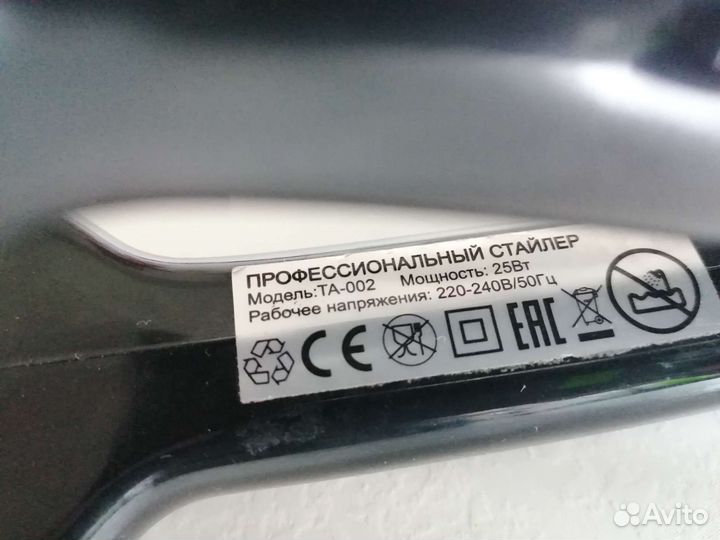 ПРОФЕССИОНАЛЬНЫЙ СТАЙЛЕР
Модель:TA-002 Мощность: 25Вт
Рабочее напряжения: 220-240В/50Гц
CE EAC
Avito